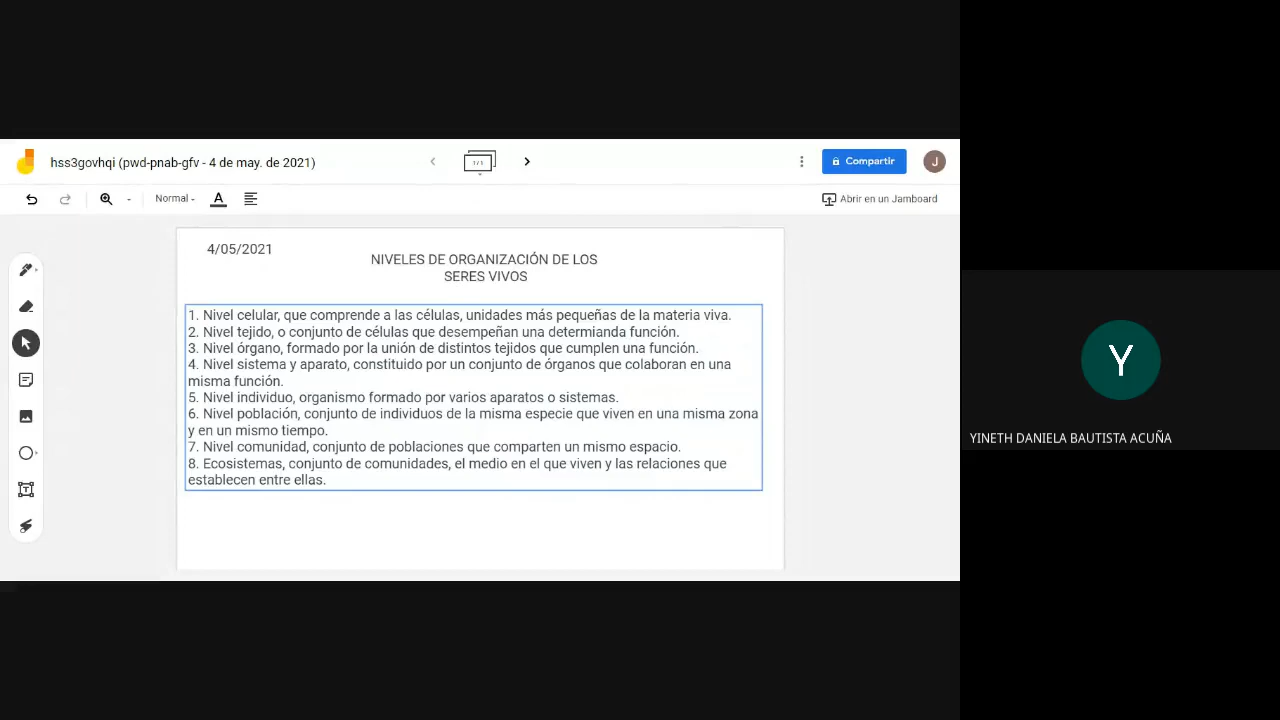 hss3govhqi (pwd-pnab-gfv - 4 de may. de 2021)
1/1
Compartir
J
Normal
A
Abrir en un Jamboard
4/05/2021
NIVELES DE ORGANIZACIÓN DE LOS
SERES VIVOS
1. Nivel celular, que comprende a las células, unidades más pequeñas de la materia viva.
2. Nivel tejido, o conjunto de células que desempeñan una determianda función.
3. Nivel órgano, formado por la unión de distintos tejidos que cumplen una función.
4. Nivel sistema y aparato, constituido por un conjunto de órganos que colaboran en una
misma función.
5. Nivel individuo, organismo formado por varios aparatos o sistemas.
6. Nivel población, conjunto de individuos de la misma especie que viven en una misma zona
y en un mismo tiempo.
7. Nivel comunidad, conjunto de poblaciones que comparten un mismo espacio.
8. Ecosistemas, conjunto de comunidades, el medio en el que viven y las relaciones que
establecen entre ellas.
Y
YINETH DANIELA BAUTISTA ACUÑA